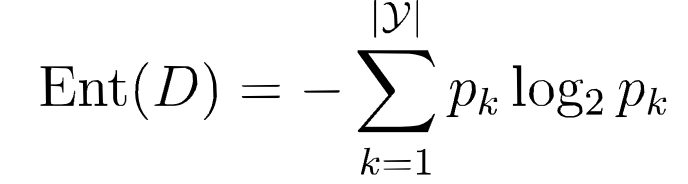 Ent(D) = − ∑_{k=1}^{|𝒴|} p_k log₂ p_k